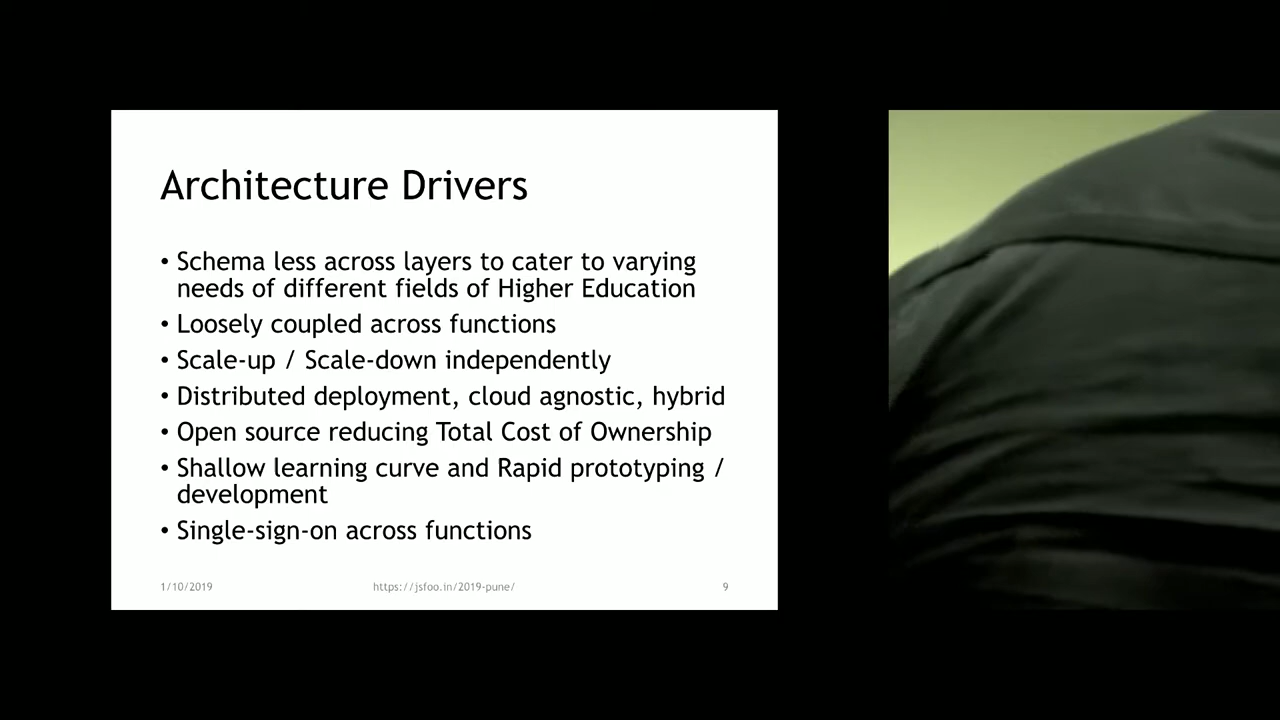 Architecture Drivers
• Schema less across layers to cater to varying
needs of different fields of Higher Education
• Loosely coupled across functions
• Scale-up / Scale-down independently
• Distributed deployment, cloud agnostic, hybrid
• Open source reducing Total Cost of Ownership
• Shallow learning curve and Rapid prototyping /
development
• Single-sign-on across functions
1/10/2019 https://jsfoo.in/2019-pune/ 9